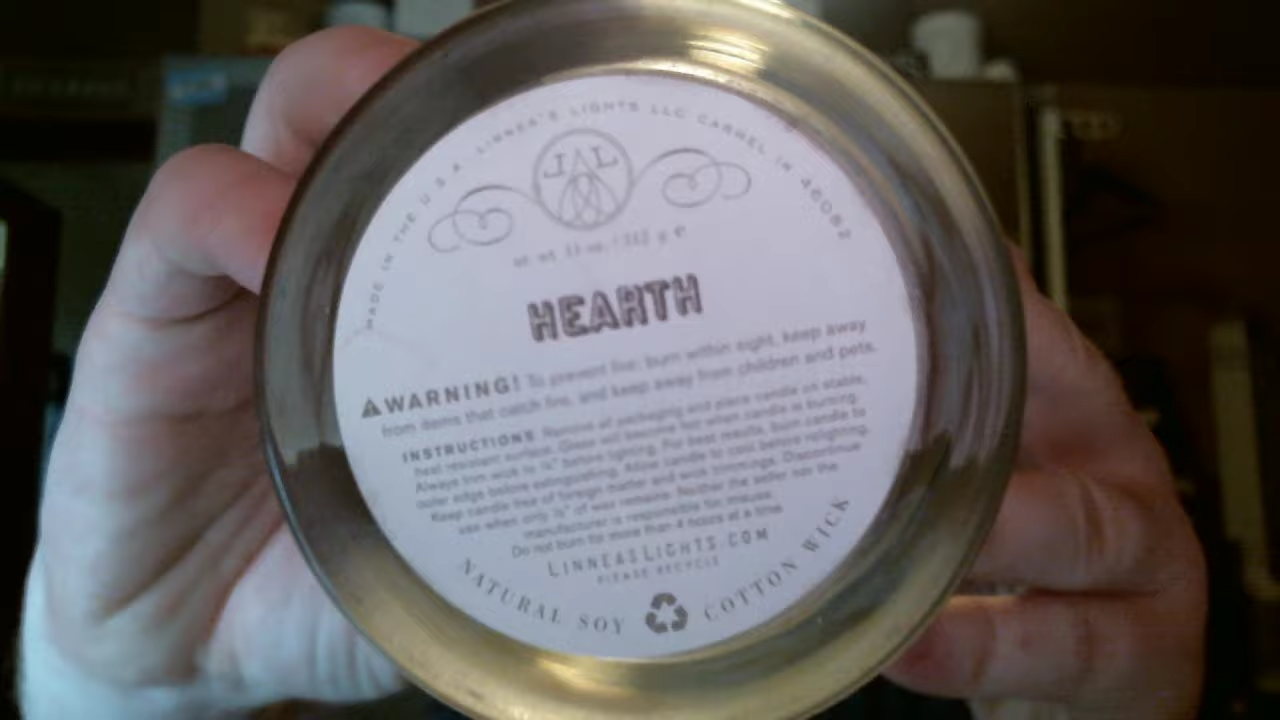 MADE IN THE U.S.A. LINNEA'S LIGHTS LLC CARMEL IN 46082
LL
HEARTH
WARNING! To prevent fire, burn within sight, keep away
from items that catch fire, and keep away from children and pets.
INSTRUCTIONS Remove all packaging and place candle on stable,
heat resistant surface. Glass will become hot when candle is burning.
Always trim wick to ¼" before lighting. For best results, burn candle to
outer edge before extinguishing. Allow candle to cool before relighting.
Keep candle free of foreign matter and wick trimmings. Discontinue
use when only ½" of wax remains. Neither the seller nor the
manufacturer is responsible for misuse.
Do not burn for more than 4 hours at a time.
LINNEASLIGHTS.COM
PLEASE RECYCLE
NATURAL SOY COTTON WICK